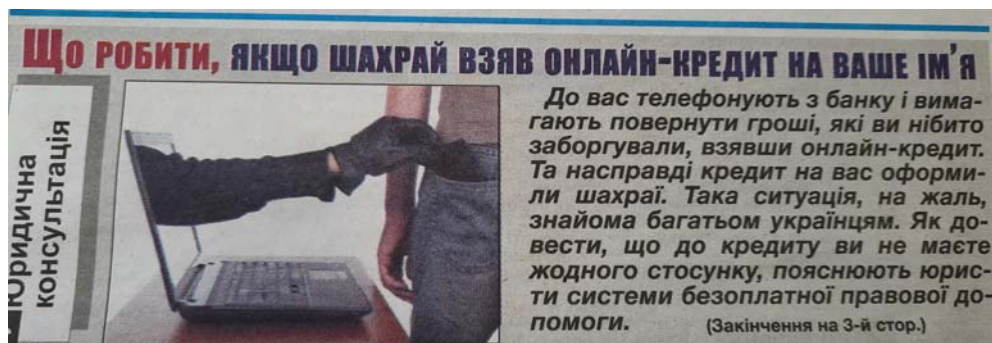 Що робити, якщо шахрай взяв онлайн-кредит на ваше ім'я
Юридична
консультація
До вас телефонують з банку і вима-
гають повернути гроші, які ви нібито
заборгували, взявши онлайн-кредит.
Та насправді кредит на вас оформи-
ли шахраї. Така ситуація, на жаль,
знайома багатьом українцям. Як до-
вести, що до кредиту ви не маєте
жодного стосунку, пояснюють юрис-
ти системи безоплатної правової до-
помоги. (Закінчення на 3-й стор.)